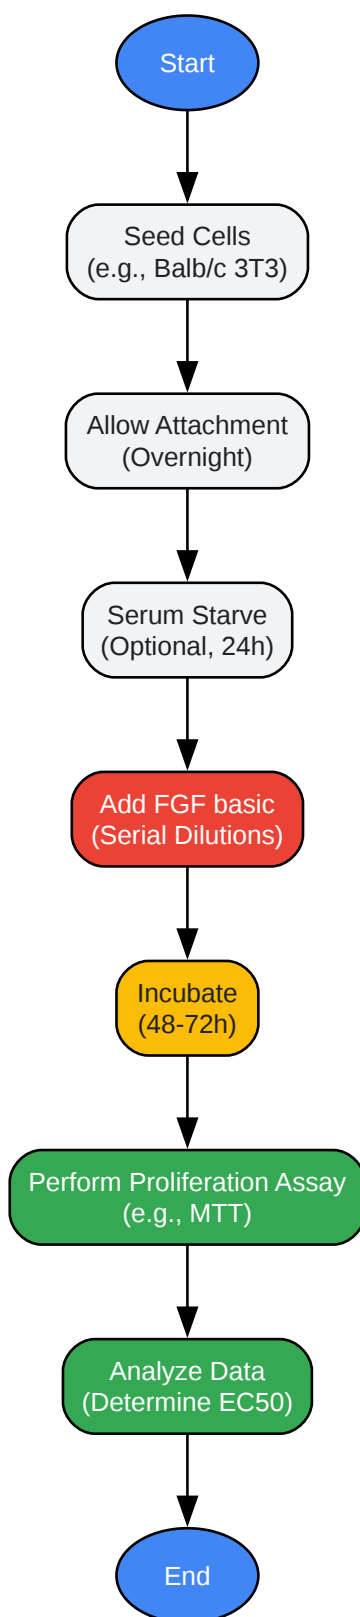 Start
Seed Cells
(e.g., Balb/c 3T3)
Allow Attachment
(Overnight)
Serum Starve
(Optional, 24h)
Add FGF basic
(Serial Dilutions)
Incubate
(48-72h)
Perform Proliferation Assay
(e.g., MTT)
Analyze Data
(Determine EC50)
End